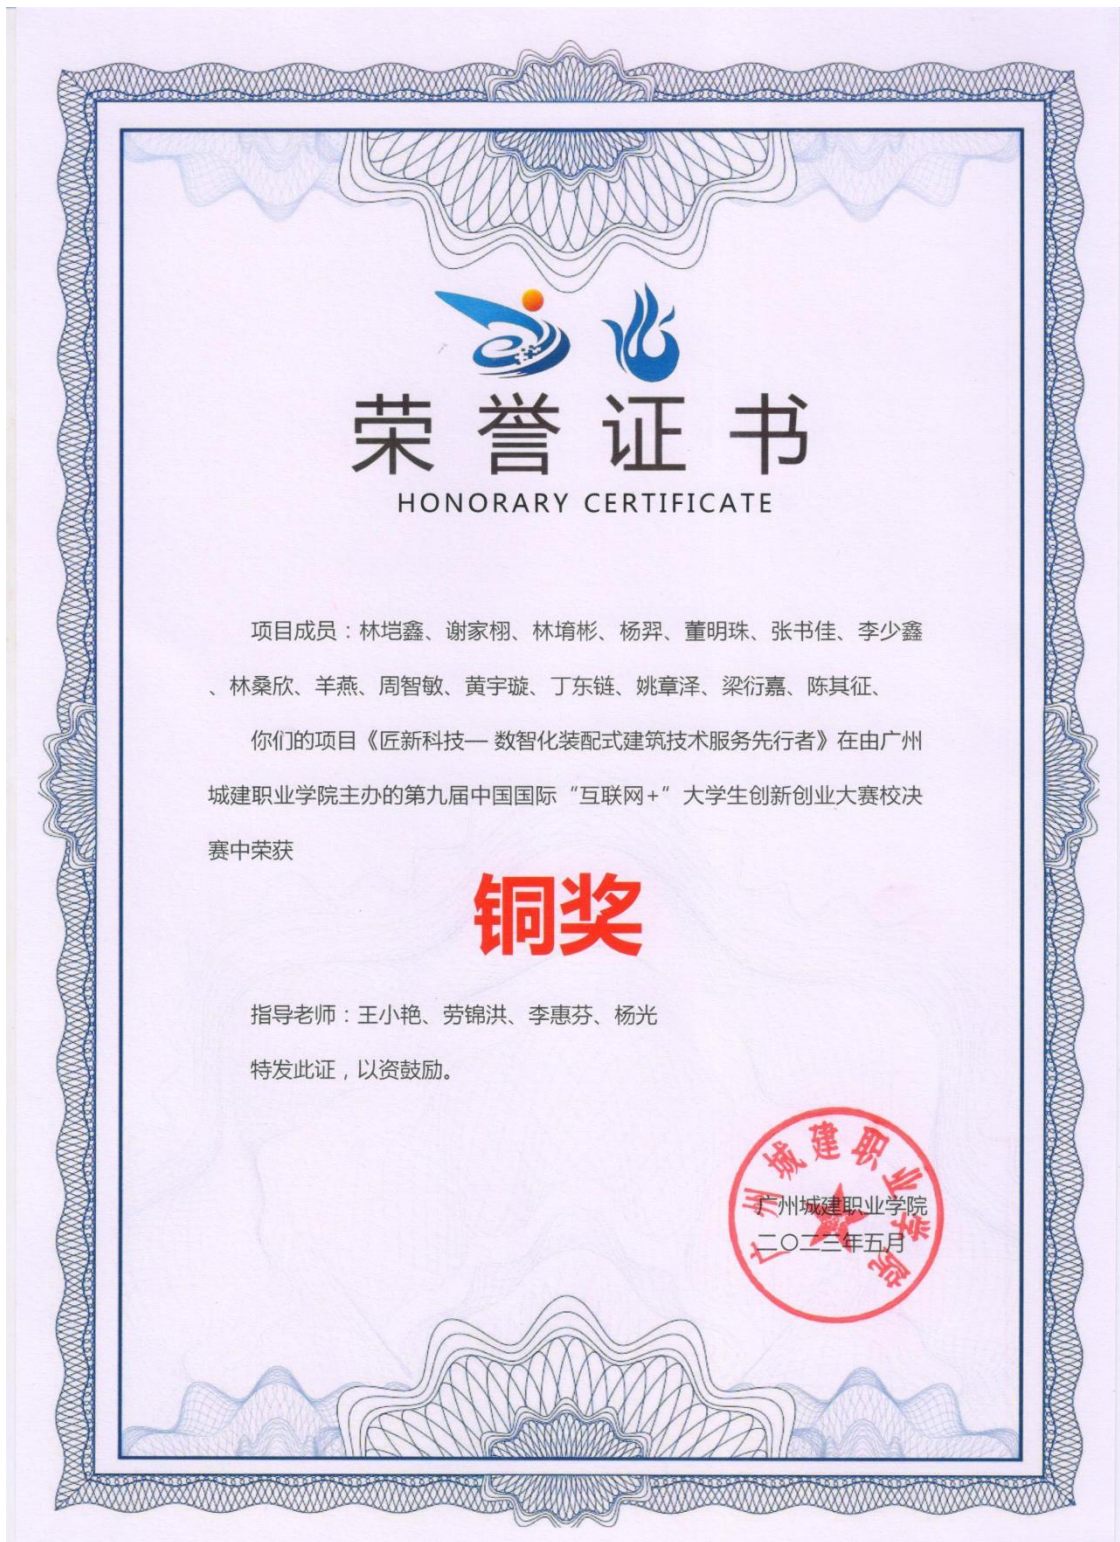 荣誉证书
HONORARY CERTIFICATE
项目成员：林垲鑫、谢家栩、林堉彬、杨羿、董明珠、张书佳、李少鑫
、林桑欣、羊燕、周智敏、黄宇璇、丁东链、姚章泽、梁衍嘉、陈其征、
你们的项目《匠新科技— 数智化装配式建筑技术服务先行者》在由广州
城建职业学院主办的第九届中国国际“互联网+”大学生创新创业大赛校决
赛中荣获
铜奖
指导老师：王小艳、劳锦洪、李惠芬、杨光
特发此证，以资鼓励。
广州城建职业学院
广州城建职业学院
二〇二三年五月